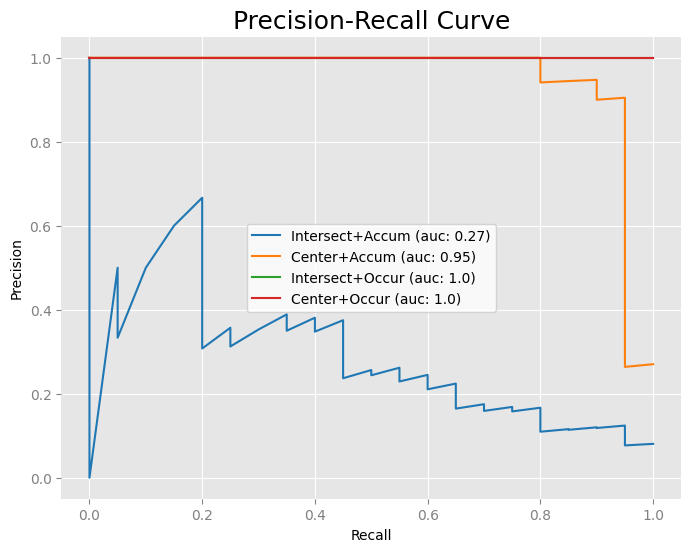 Precision-Recall Curve
Precision
1.0
0.8
0.6
0.4
0.2
0.0
Intersect+Accum (auc: 0.27)
Center+Accum (auc: 0.95)
Intersect+Occur (auc: 1.0)
Center+Occur (auc: 1.0)
0.0 0.2 0.4 0.6 0.8 1.0
Recall